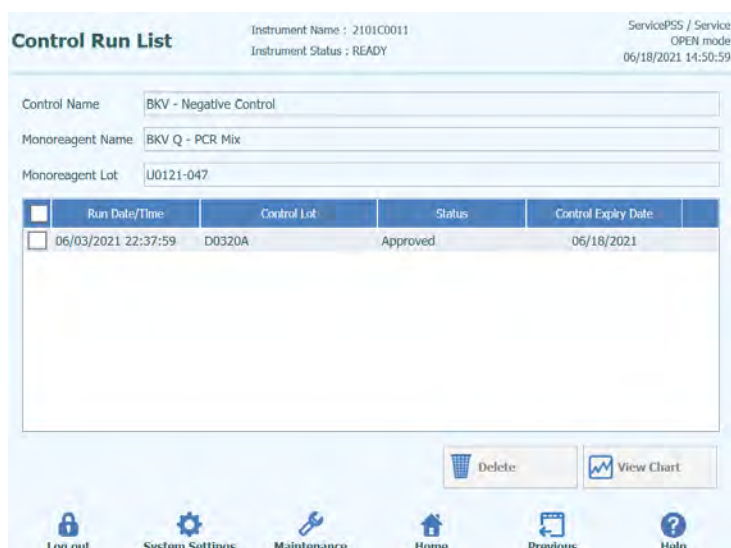 Control Run List
Instrument Name : 2101C0011
Instrument Status : READY
ServicePSS / Service
OPEN mode
06/18/2021 14:50:59
Control Name BKV - Negative Control
Monoreagent Name BKV Q - PCR Mix
Monoreagent Lot U0121-047
Run Date/Time Control Lot Status Control Expiry Date
06/03/2021 22:37:59 D0320A Approved 06/18/2021
Delete View Chart
Log out System Settings Maintenance Home Previous Help